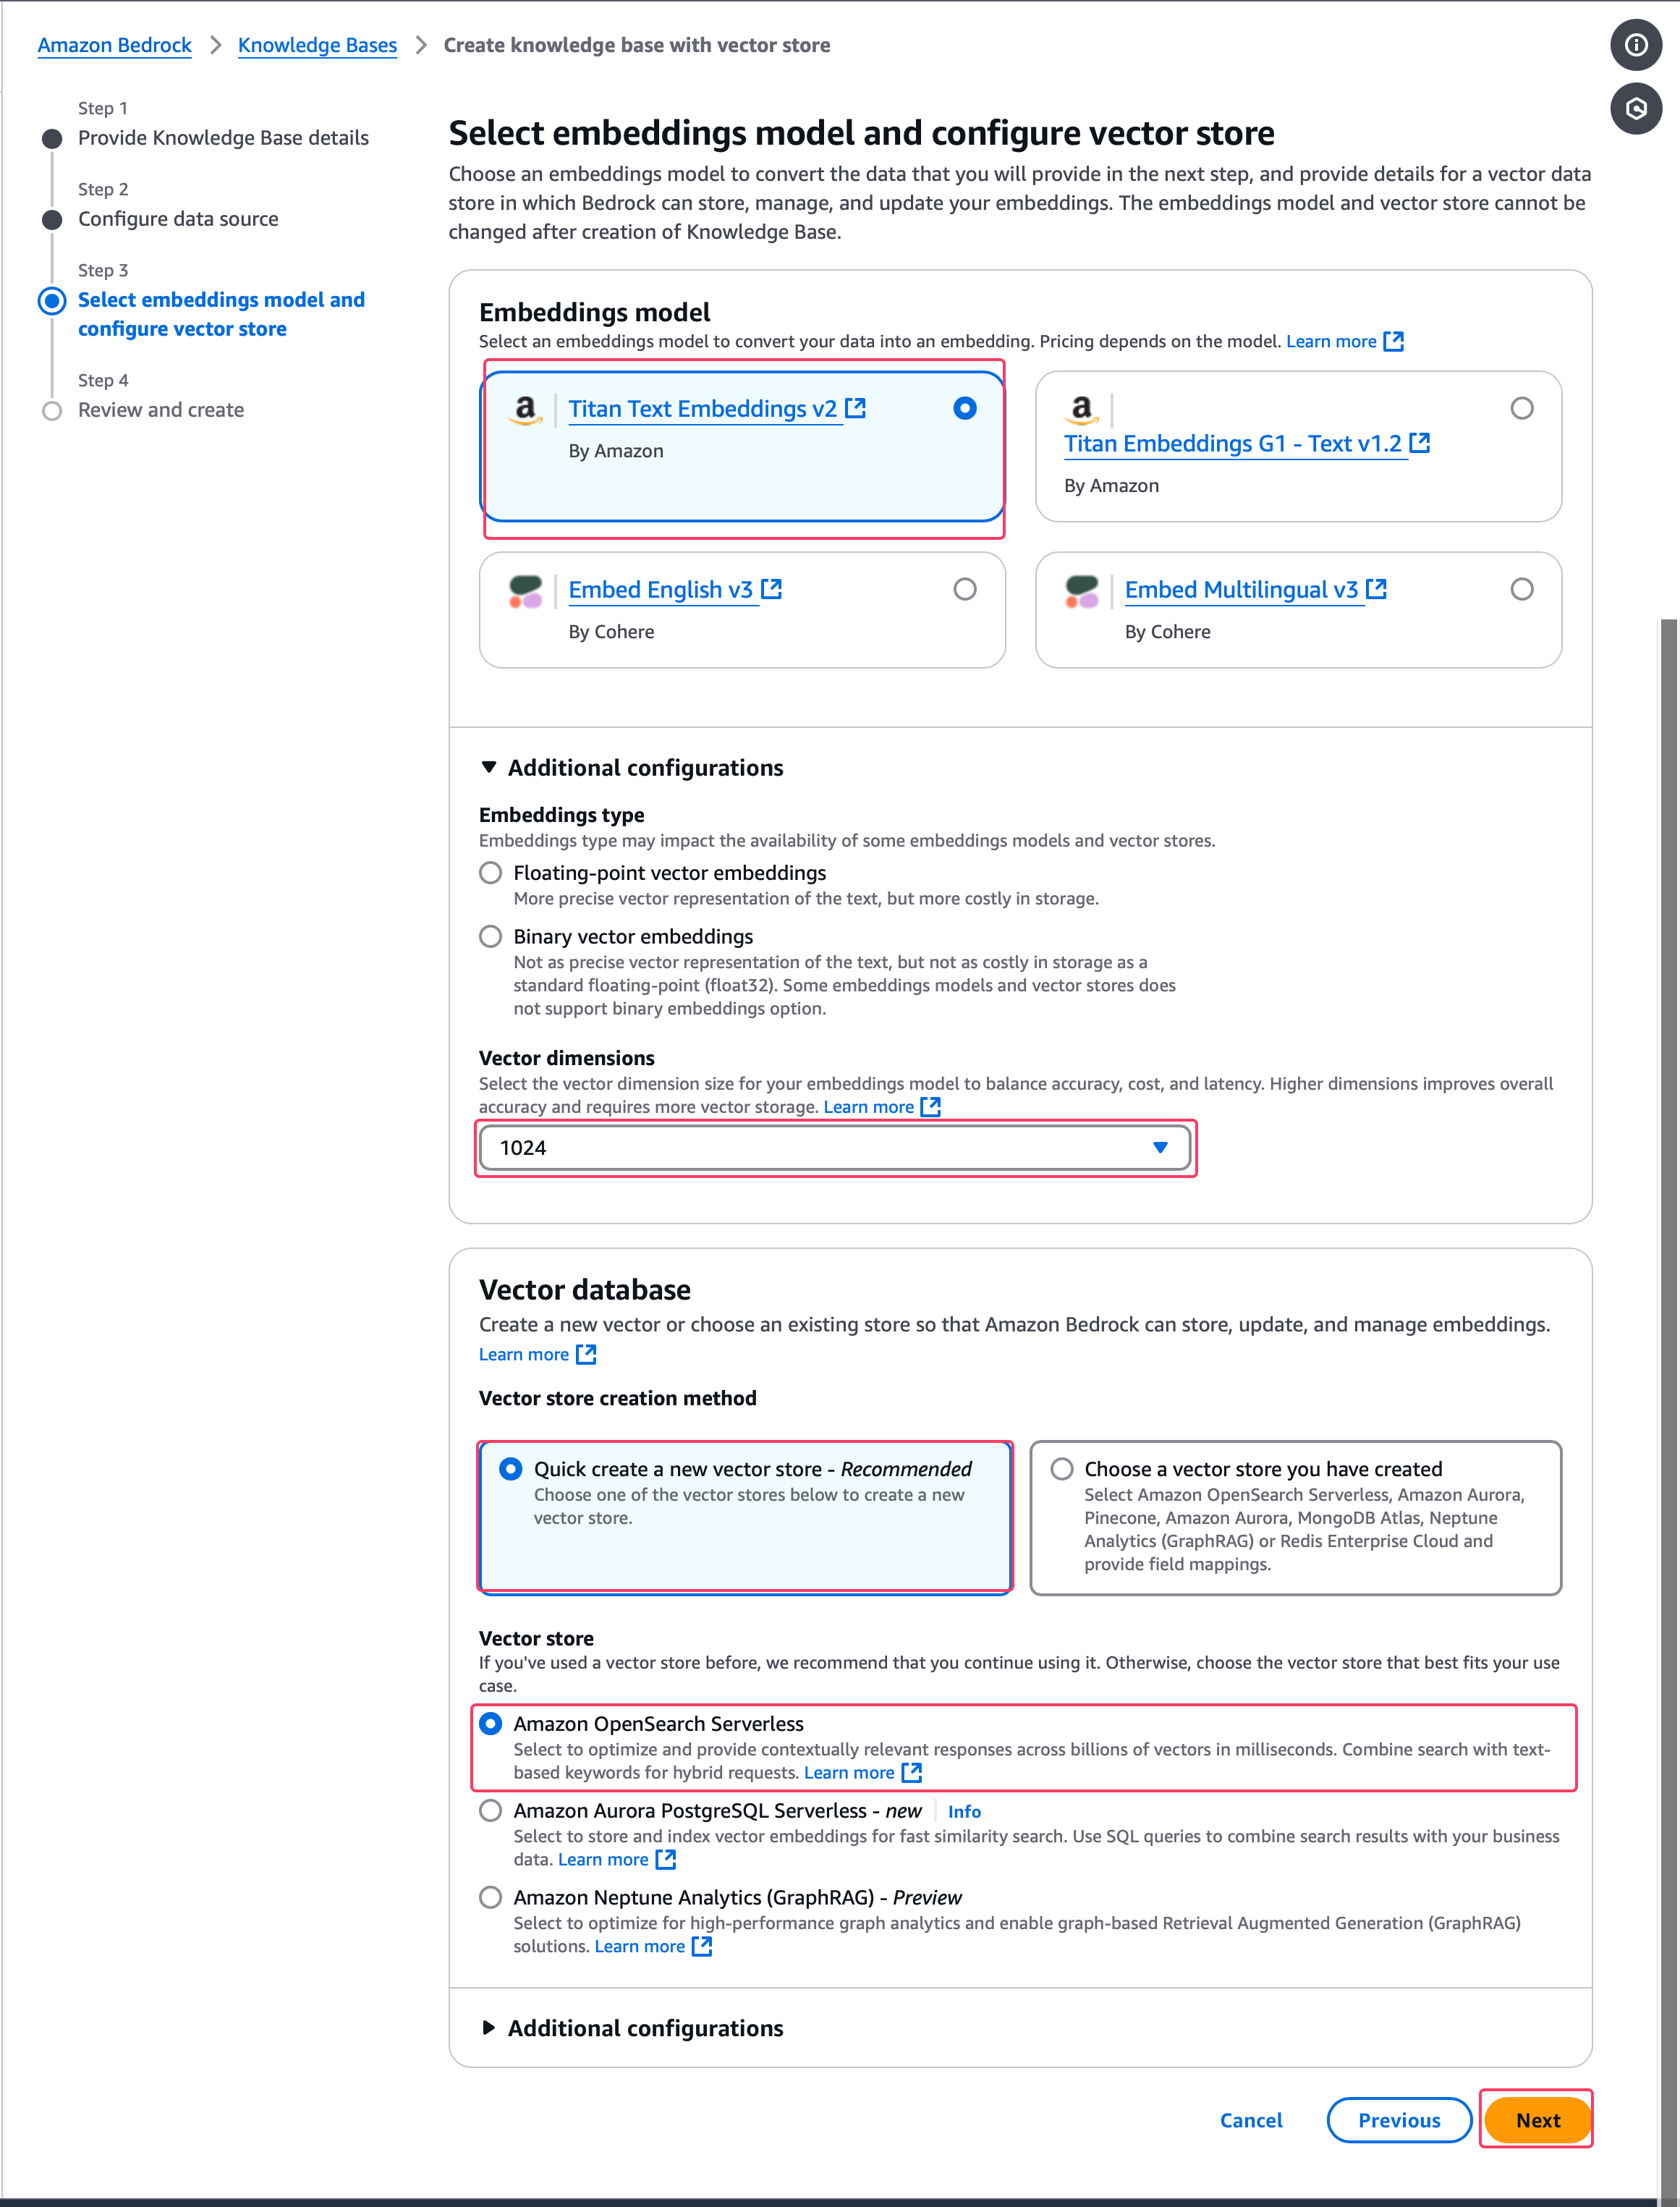 Amazon Bedrock > Knowledge Bases > Create knowledge base with vector store
Step 1
Provide Knowledge Base details
Step 2
Configure data source
Step 3
Select embeddings model and
configure vector store
Step 4
Review and create
Select embeddings model and configure vector store
Choose an embeddings model to convert the data that you will provide in the next step, and provide details for a vector data
store in which Bedrock can store, manage, and update your embeddings. The embeddings model and vector store cannot be
changed after creation of Knowledge Base.
Embeddings model
Select an embeddings model to convert your data into an embedding. Pricing depends on the model. Learn more
Titan Text Embeddings v2
By Amazon
Titan Embeddings G1 - Text v1.2
By Amazon
Embed English v3
By Cohere
Embed Multilingual v3
By Cohere
Additional configurations
Embeddings type
Embeddings type may impact the availability of some embeddings models and vector stores.
Floating-point vector embeddings
More precise vector representation of the text, but more costly in storage.
Binary vector embeddings
Not as precise vector representation of the text, but not as costly in storage as a
standard floating-point (float32). Some embeddings models and vector stores does
not support binary embeddings option.
Vector dimensions
Select the vector dimension size for your embeddings model to balance accuracy, cost, and latency. Higher dimensions improves overall
accuracy and requires more vector storage. Learn more
1024
Vector database
Create a new vector or choose an existing store so that Amazon Bedrock can store, update, and manage embeddings.
Learn more
Vector store creation method
Quick create a new vector store - Recommended
Choose one of the vector stores below to create a new
vector store.
Choose a vector store you have created
Select Amazon OpenSearch Serverless, Amazon Aurora,
Pinecone, Amazon Aurora, MongoDB Atlas, Neptune
Analytics (GraphRAG) or Redis Enterprise Cloud and
provide field mappings.
Vector store
If you've used a vector store before, we recommend that you continue using it. Otherwise, choose the vector store that best fits your use
case.
Amazon OpenSearch Serverless
Select to optimize and provide contextually relevant responses across billions of vectors in milliseconds. Combine search with text-
based keywords for hybrid requests. Learn more
Amazon Aurora PostgreSQL Serverless - new Info
Select to store and index vector embeddings for fast similarity search. Use SQL queries to combine search results with your business
data. Learn more
Amazon Neptune Analytics (GraphRAG) - Preview
Select to optimize for high-performance graph analytics and enable graph-based Retrieval Augmented Generation (GraphRAG)
solutions. Learn more
Additional configurations
Cancel Previous Next